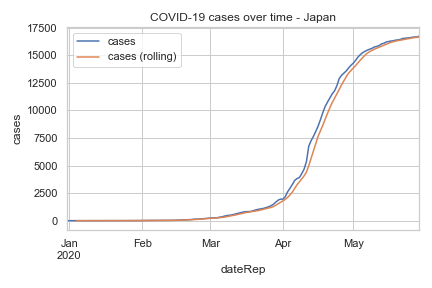 COVID-19 cases over time - Japan
cases
cases (rolling)
17500
15000
12500
10000
7500
5000
2500
0
cases
Jan Feb Mar Apr May
2020
dateRep